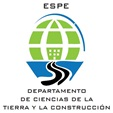 ESPE
DEPARTAMENTO
DE CIENCIAS DE LA
TIERRA Y LA CONSTRUCCIÓN